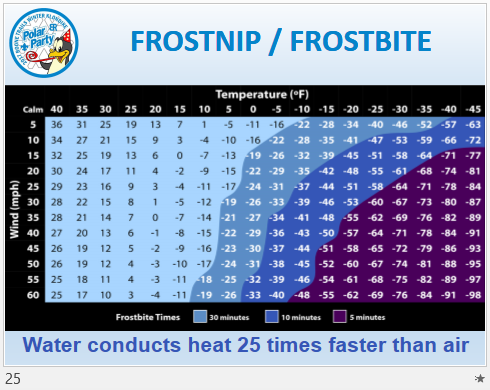 Polar
Party
FROSTNIP / FROSTBITE
Temperature (ºF)
Calm 40 35 30 25 20 15 10 5 0 -5 -10 -15 -20 -25 -30 -35 -40 -45
Wind (mph)
5 36 31 25 19 13 7 1 -5 -11 -16 -22 -28 -34 -40 -46 -52 -57 -63
10 34 27 21 15 9 3 -4 -10 -16 -22 -28 -35 -41 -47 -53 -59 -66 -72
15 32 25 19 13 6 0 -7 -13 -19 -26 -32 -39 -45 -51 -58 -64 -71 -77
20 30 24 17 11 4 -2 -9 -15 -22 -29 -35 -42 -48 -55 -61 -68 -74 -81
25 29 23 16 9 3 -4 -11 -17 -24 -31 -37 -44 -51 -58 -64 -71 -78 -84
30 28 22 15 8 1 -5 -12 -19 -26 -33 -39 -46 -53 -60 -67 -73 -80 -87
35 28 21 14 7 0 -7 -14 -21 -27 -34 -41 -48 -55 -62 -69 -76 -82 -89
40 27 20 13 6 -1 -8 -15 -22 -29 -36 -43 -50 -57 -64 -71 -78 -84 -91
45 26 19 12 5 -2 -9 -16 -23 -30 -37 -44 -51 -58 -65 -72 -79 -86 -93
50 26 19 12 4 -3 -10 -17 -24 -31 -38 -45 -52 -60 -67 -74 -81 -88 -95
55 25 18 11 4 -3 -11 -18 -25 -32 -39 -46 -54 -61 -68 -75 -82 -89 -97
60 25 17 10 3 -4 -11 -19 -26 -33 -40 -48 -55 -62 -69 -76 -84 -91 -98
Frostbite Times 30 minutes 10 minutes 5 minutes
Water conducts heat 25 times faster than air
25